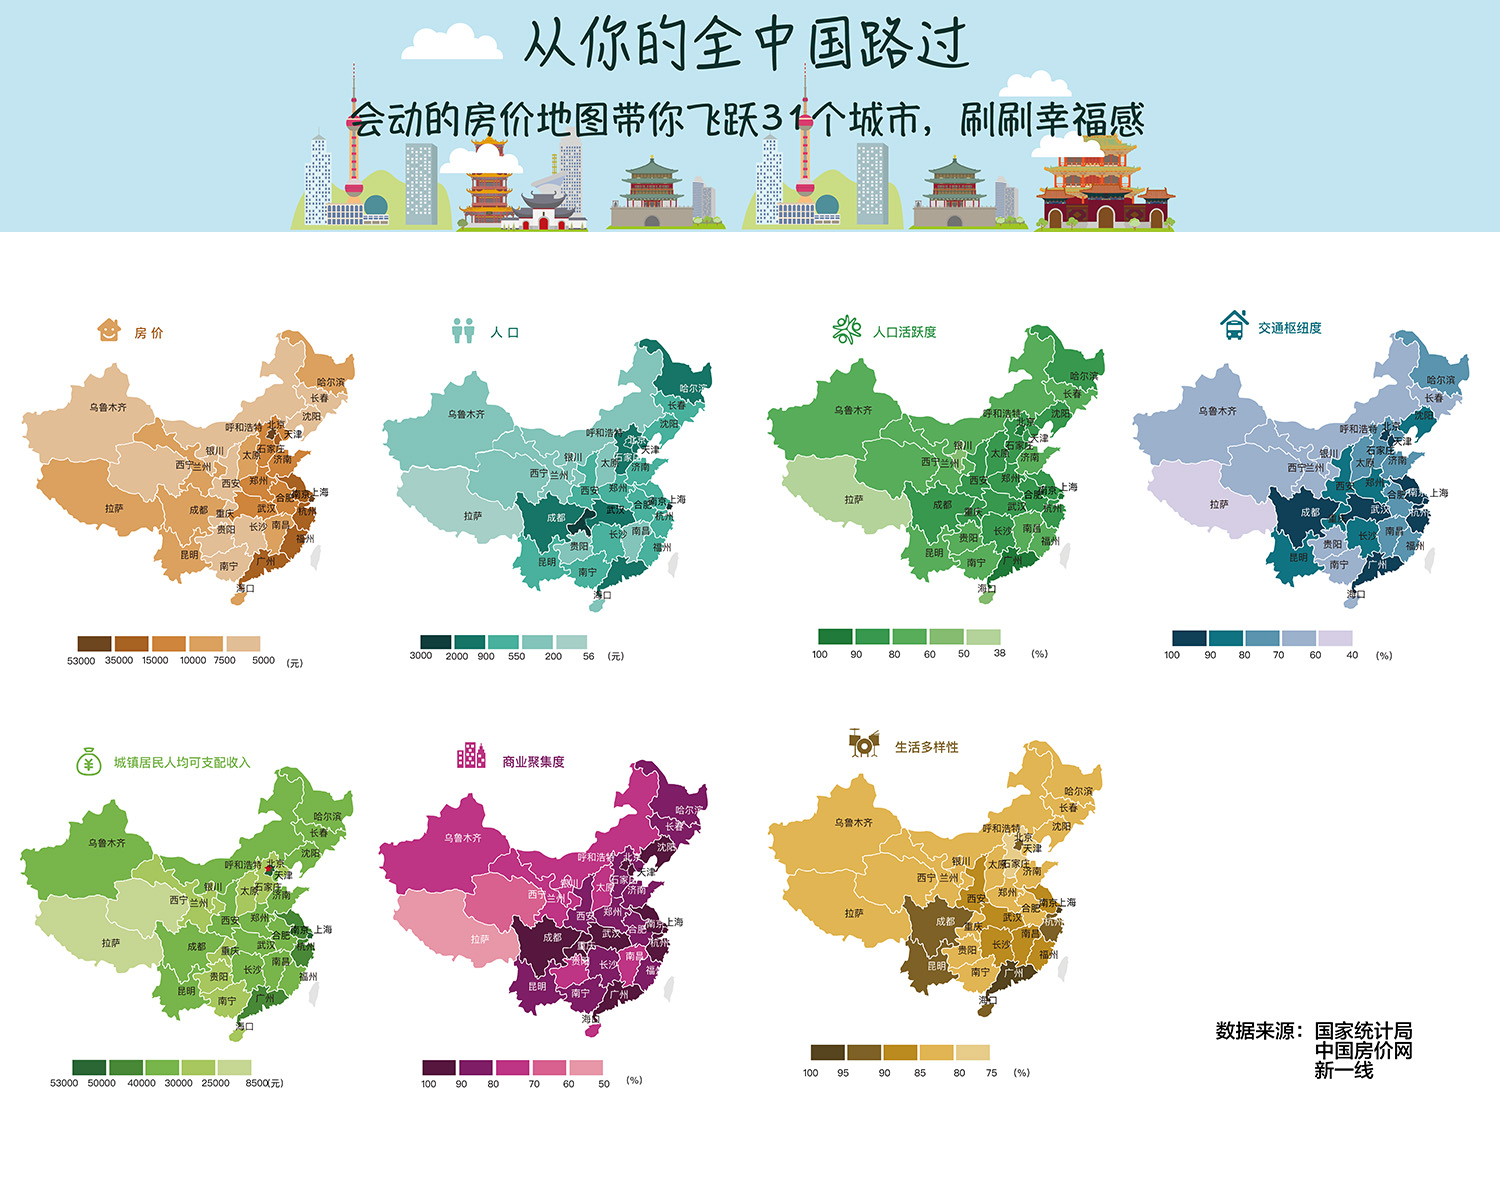 从你的全中国路过
会动的房价地图带你飞跃31个城市，刷刷幸福感
房 价
哈尔滨
长春
乌鲁木齐
沈阳
呼和浩特
北京
天津
银川
石家庄
太原
济南
西宁
兰州
西安
郑州
合肥
南京
上海
拉萨
成都
重庆
武汉
杭州
贵阳
长沙
南昌
福州
昆明
广州
南宁
海口
53000 35000 15000 10000 7500 5000 (元)
人 口
哈尔滨
长春
乌鲁木齐
沈阳
呼和浩特
天津
银川
石家庄
太原
济南
西宁
兰州
西安
郑州
合肥
南京
上海
拉萨
成都
武汉
杭州
贵阳
长沙
南昌
福州
昆明
南宁
海口
3000 2000 900 550 200 56 (元)
人口活跃度
哈尔滨
长春
乌鲁木齐
沈阳
呼和浩特
北京
天津
银川
石家庄
太原
济南
西宁
兰州
西安
郑州
合肥
南京
上海
拉萨
成都
重庆
武汉
杭州
贵阳
长沙
南昌
福州
昆明
广州
南宁
海口
100 90 80 60 50 38 (%)
交通枢纽度
哈尔滨
长春
乌鲁木齐
沈阳
呼和浩特
北京
天津
银川
石家庄
太原
济南
西宁
兰州
西安
郑州
合肥
南京
上海
拉萨
成都
武汉
杭州
贵阳
长沙
南昌
福州
昆明
广州
南宁
海口
100 90 80 70 60 40 (%)
城镇居民人均可支配收入
哈尔滨
长春
乌鲁木齐
沈阳
呼和浩特
北京
天津
银川
石家庄
太原
济南
西宁
兰州
西安
郑州
合肥
南京
上海
拉萨
成都
重庆
武汉
杭州
贵阳
长沙
南昌
福州
昆明
广州
南宁
海口
53000 50000 40000 30000 25000 8500(元)
商业聚集度
哈尔滨
长春
乌鲁木齐
沈阳
呼和浩特
北京
天津
银川
石家庄
太原
济南
西宁
兰州
西安
郑州
合肥
南京
上海
拉萨
成都
重庆
武汉
杭州
贵阳
长沙
南昌
福州
昆明
广州
南宁
海口
100 90 80 70 60 50 (%)
生活多样性
哈尔滨
长春
乌鲁木齐
沈阳
呼和浩特
北京
天津
银川
石家庄
太原
济南
西宁
兰州
西安
郑州
合肥
南京
上海
拉萨
成都
重庆
武汉
杭州
贵阳
长沙
南昌
福州
昆明
广州
南宁
海口
100 95 90 85 80 75 (%)
数据来源：国家统计局
中国房价网
新一线